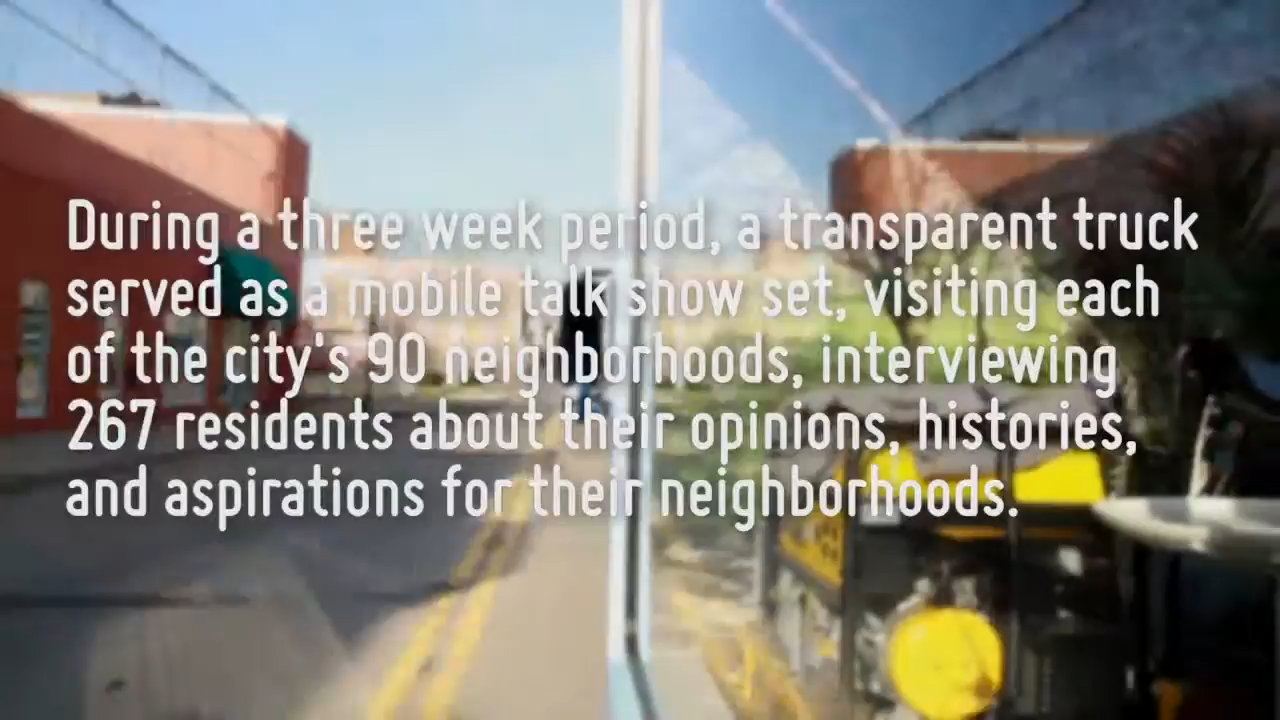 During a three week period, a transparent truck
served as a mobile talk show set, visiting each
of the city's 90 neighborhoods, interviewing
267 residents about their opinions, histories,
and aspirations for their neighborhoods.